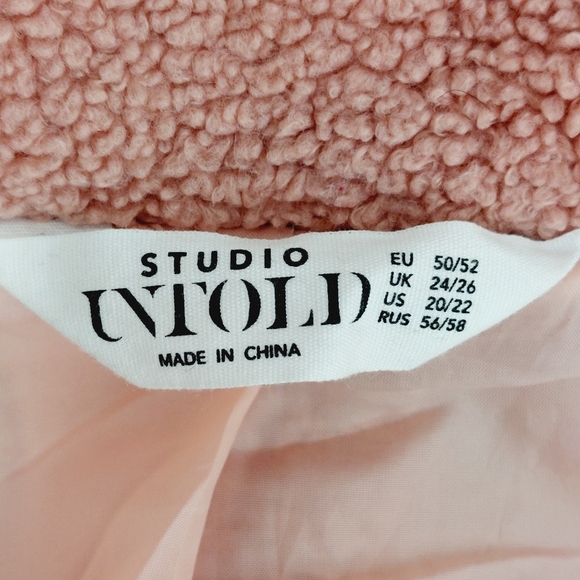 STUDIO
UNTOLD
MADE IN CHINA
EU 50/52
UK 24/26
US 20/22
RUS 56/58